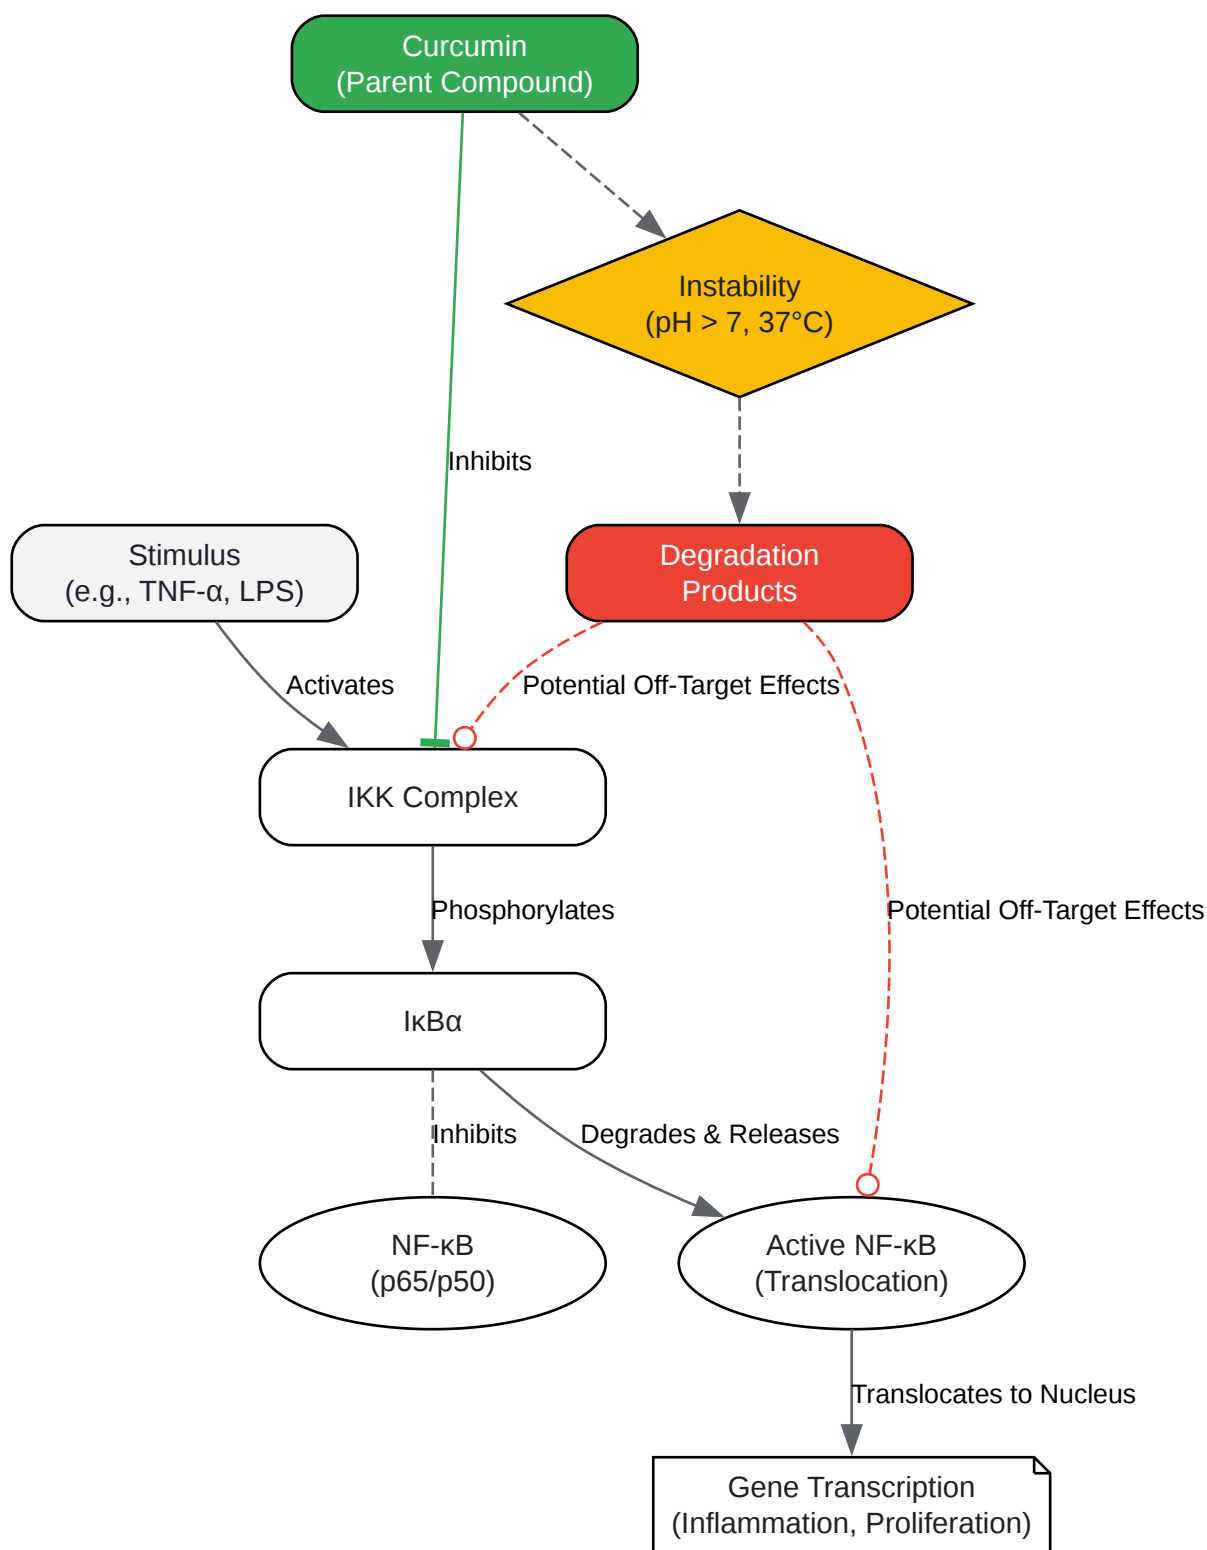 Curcumin
(Parent Compound)
Instability
(pH > 7, 37°C)
Inhibits
Stimulus
(e.g., TNF-α, LPS)
Degradation
Products
Activates
Potential Off-Target Effects
IKK Complex
Phosphorylates
Potential Off-Target Effects
IκBα
Inhibits
Degrades & Releases
NF-κB
(p65/p50)
Active NF-κB
(Translocation)
Translocates to Nucleus
Gene Transcription
(Inflammation, Proliferation)